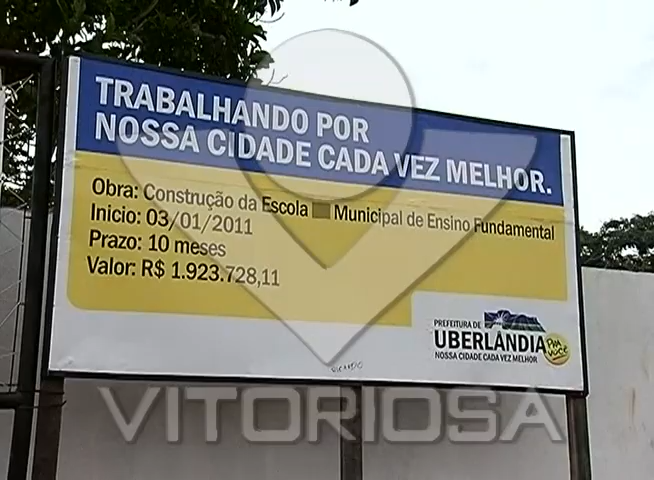 TRABALHANDO POR
NOSSA CIDADE CADA VEZ MELHOR.
Obra: Construção da Escola Municipal de Ensino Fundamental
Inicio: 03/01/2011
Prazo: 10 meses
Valor: R$ 1.923.728,11
PREFEITURA DE
UBERLÂNDIA
NOSSA CIDADE CADA VEZ MELHOR
VITORIOSA